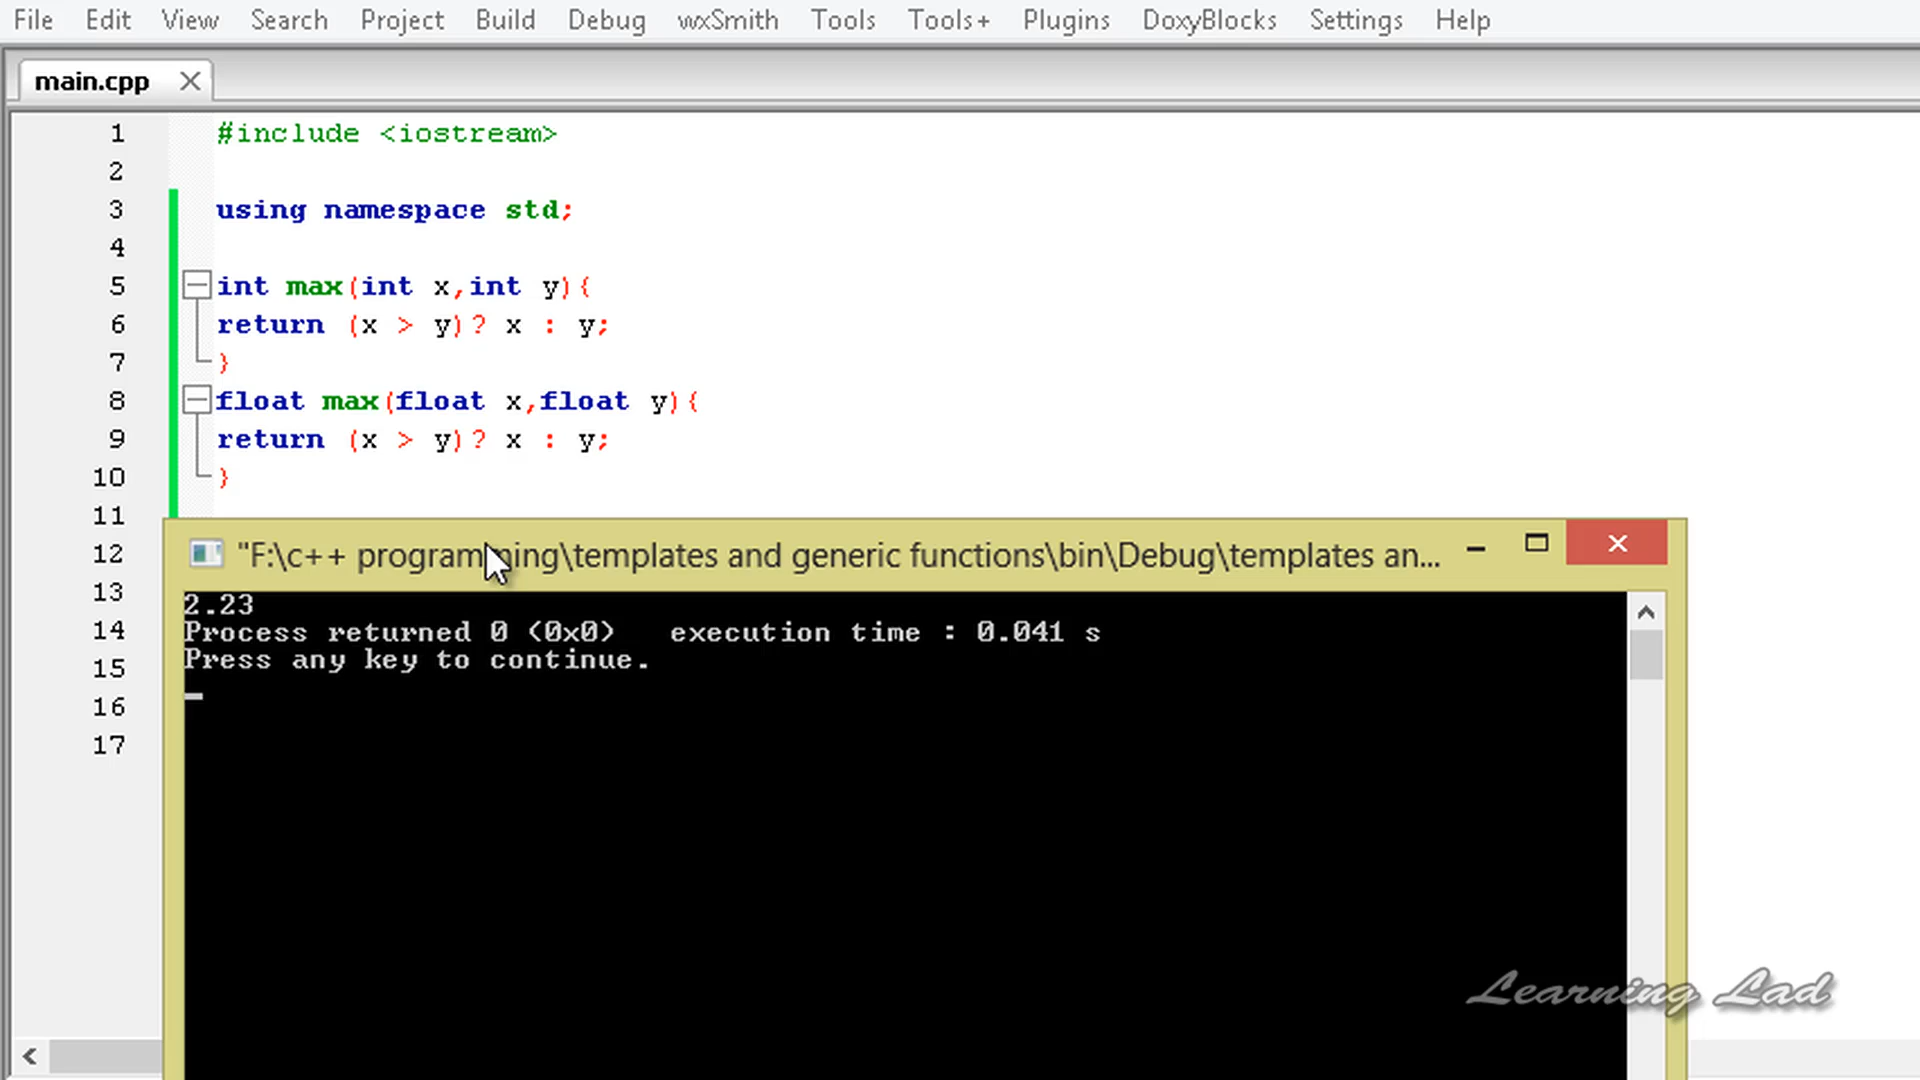 File Edit View Search Project Build Debug wxSmith Tools Tools+ Plugins DoxyBlocks Settings Help
main.cpp
1 #include <iostream>
2
3 using namespace std;
4
5 int max(int x,int y){
6 return (x > y)? x : y;
7 }
8 float max(float x,float y){
9 return (x > y)? x : y;
10 }
11
12
13
14
15
16
17
"F:\c++ programming\templates and generic functions\bin\Debug\templates an...
2.23
Process returned 0 (0x0)   execution time : 0.041 s
Press any key to continue.
Learning Lad